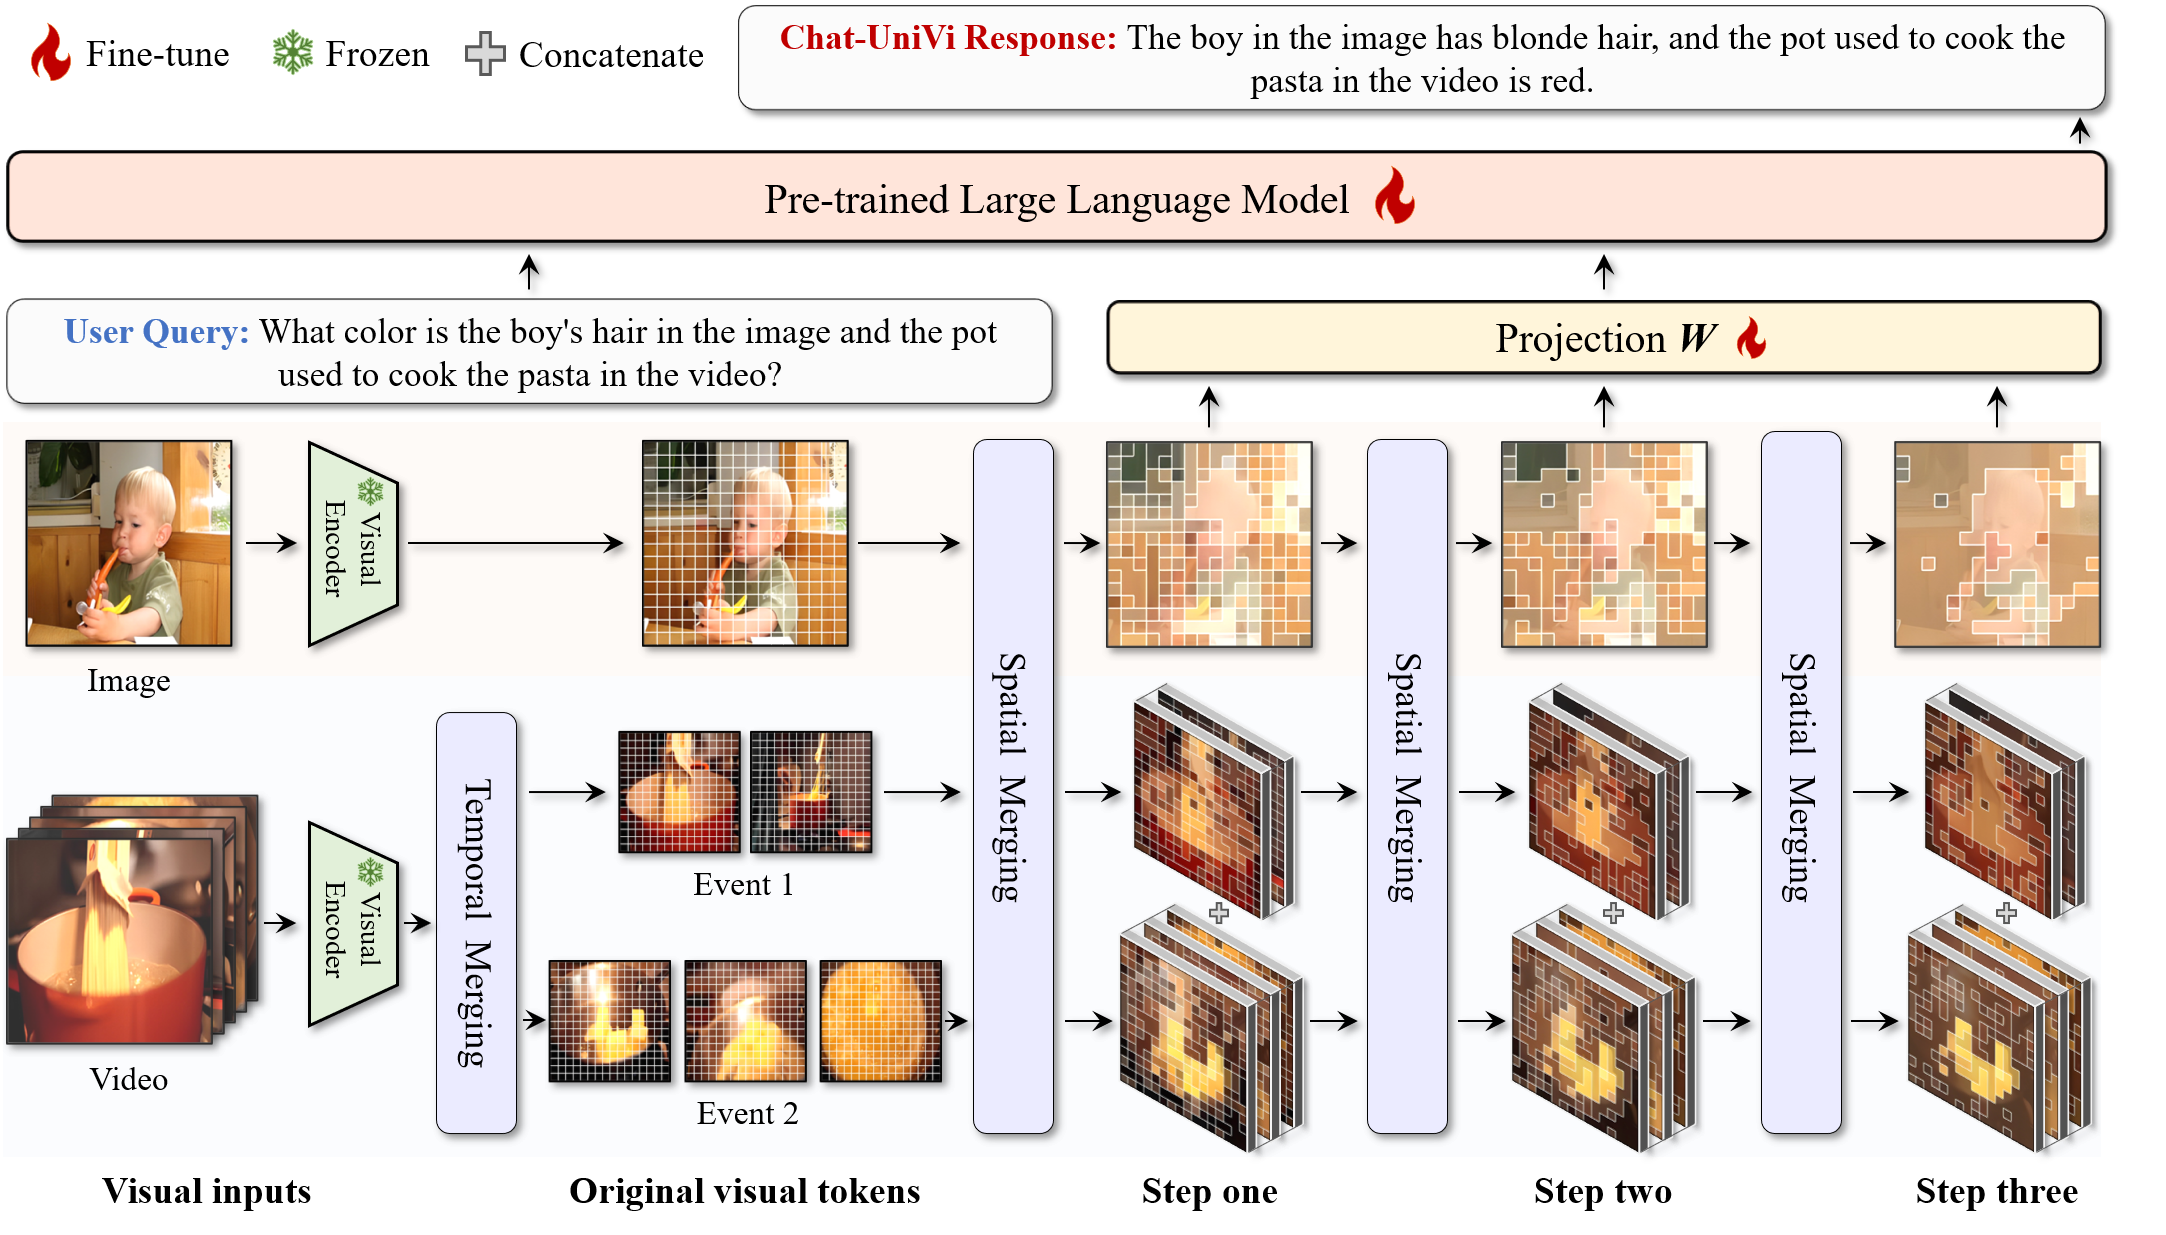 Fine-tune
Frozen
Concatenate
Chat-UniVi Response: The boy in the image has blonde hair, and the pot used to cook the
pasta in the video is red.
Pre-trained Large Language Model
User Query: What color is the boy's hair in the image and the pot
used to cook the pasta in the video?
Projection W
Visual
Encoder
Image
Visual
Encoder
Video
Temporal Merging
Event 1
Event 2
Spatial Merging
Spatial Merging
Spatial Merging
Visual inputs
Original visual tokens
Step one
Step two
Step three